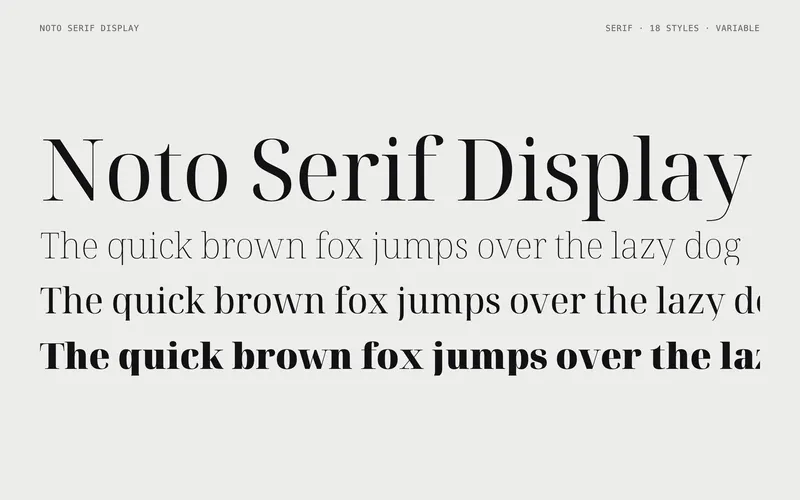 NOTO SERIF DISPLAY
SERIF · 18 STYLES · VARIABLE
Noto Serif Display
The quick brown fox jumps over the lazy dog
The quick brown fox jumps over the lazy
The quick brown fox jumps over the